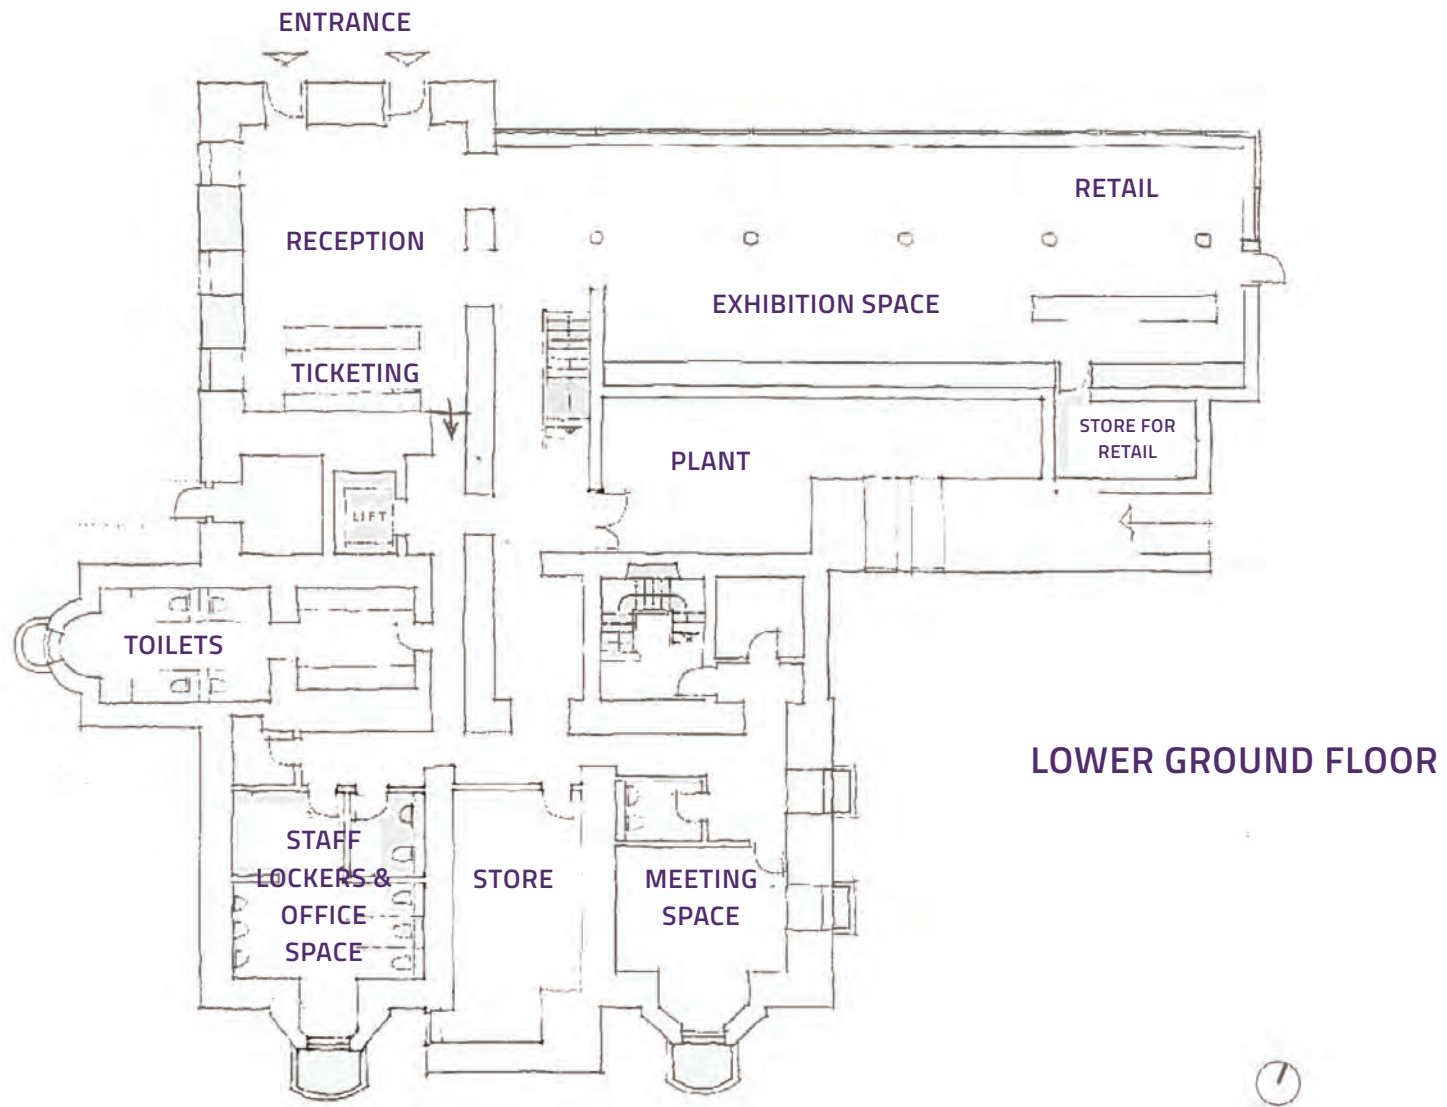 ENTRANCE
RETAIL
RECEPTION
EXHIBITION SPACE
TICKETING
STORE FOR
RETAIL
PLANT
LIFT
TOILETS
LOWER GROUND FLOOR
STAFF
LOCKERS &
OFFICE
SPACE
STORE
MEETING
SPACE